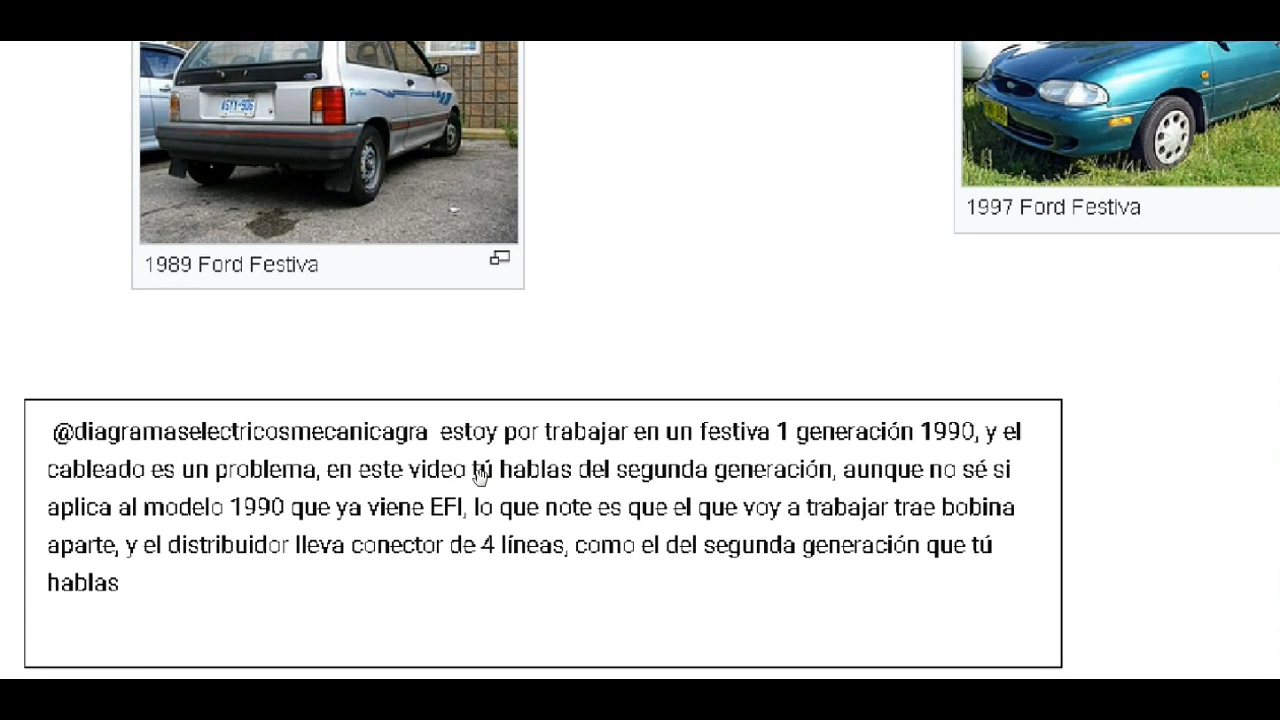 1997 Ford Festiva
1989 Ford Festiva
@diagramaselectricosmecanicagra estoy por trabajar en un festiva 1 generación 1990, y el
cableado es un problema, en este video tú hablas del segunda generación, aunque no sé si
aplica al modelo 1990 que ya viene EFI, lo que note es que el que voy a trabajar trae bobina
aparte, y el distribuidor lleva conector de 4 líneas, como el del segunda generación que tú
hablas